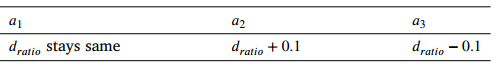 a1 a2 a3
dratio stays same dratio + 0.1 dratio − 0.1